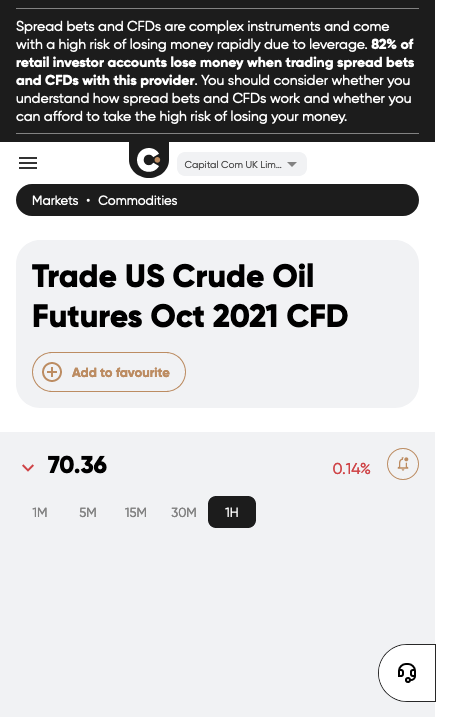 Spread bets and CFDs are complex instruments and come
with a high risk of losing money rapidly due to leverage. 82% of
retail investor accounts lose money when trading spread bets
and CFDs with this provider. You should consider whether you
understand how spread bets and CFDs work and whether you
can afford to take the high risk of losing your money.
Capital Com UK Lim...
Markets • Commodities
Trade US Crude Oil
Futures Oct 2021 CFD
Add to favourite
70.36
0.14%
1M 5M 15M 30M 1H